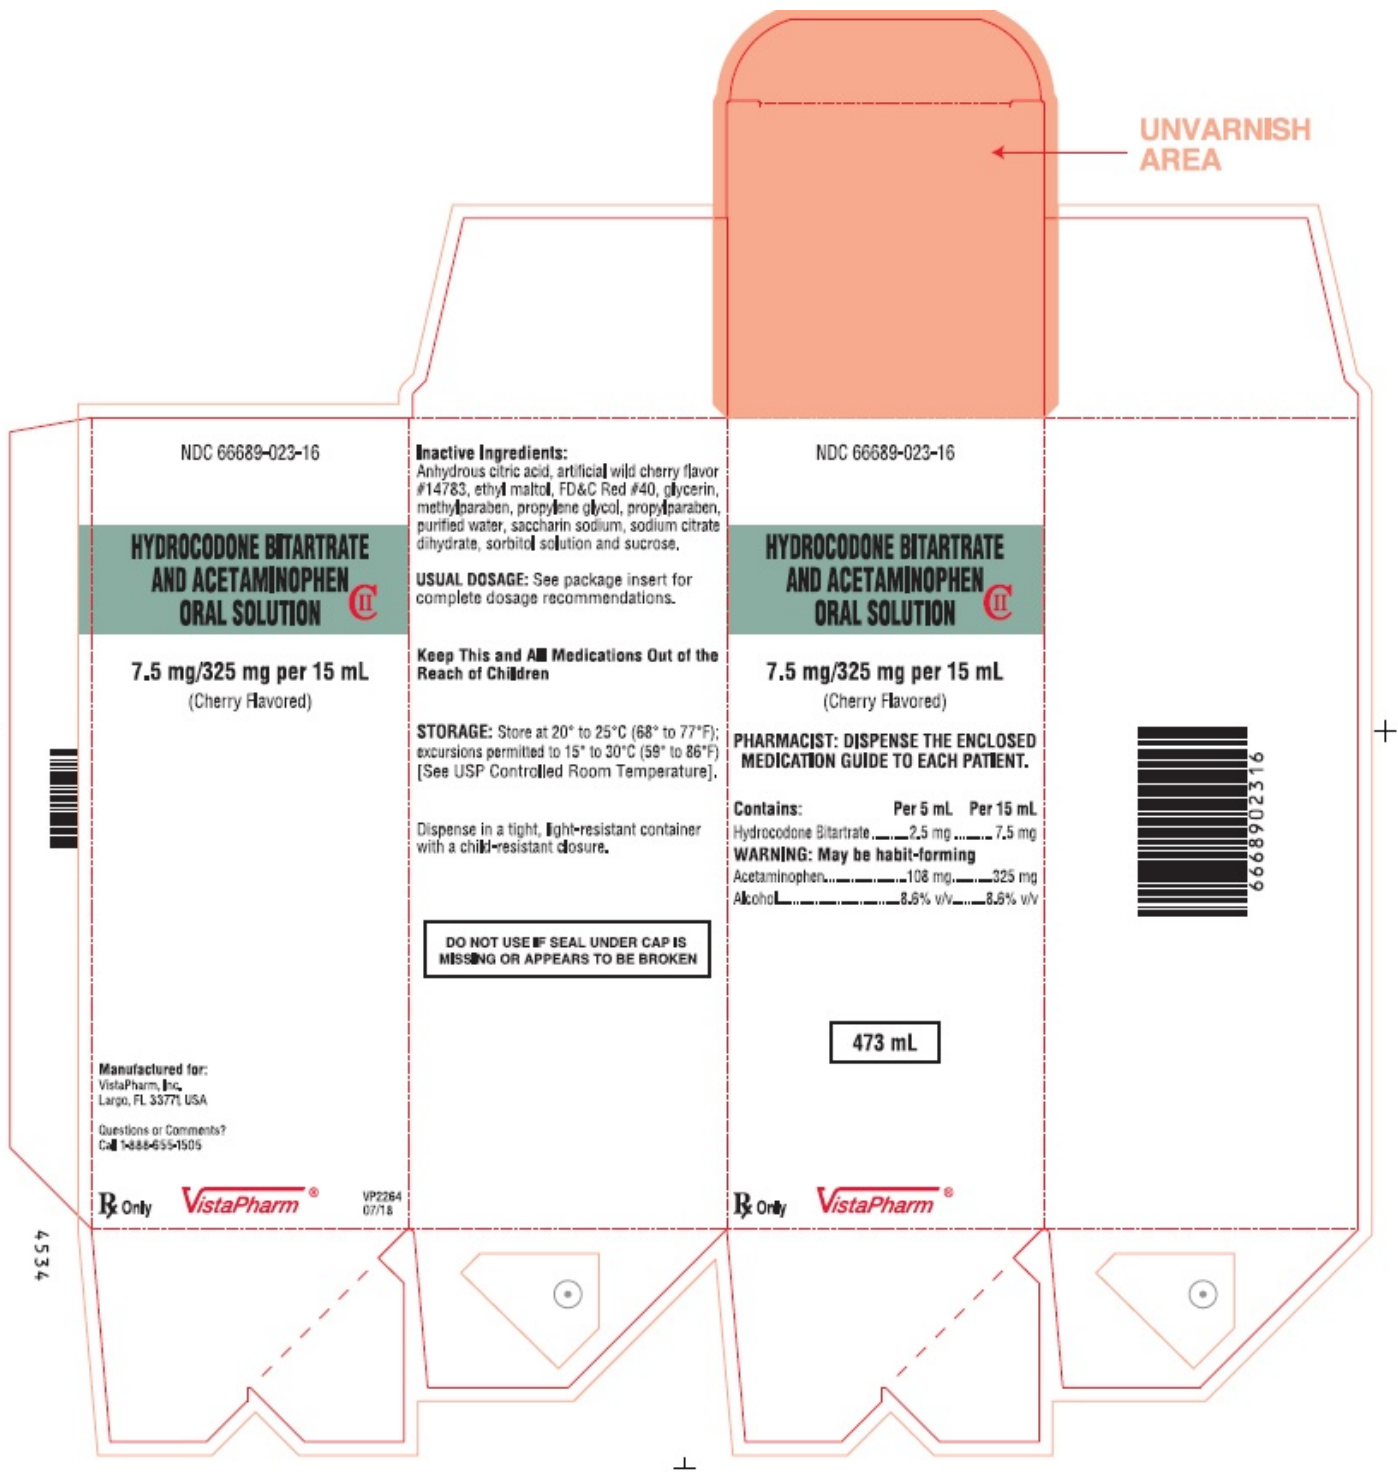 UNVARNISH
AREA
NDC 66689-023-16
HYDROCODONE BITARTRATE
AND ACETAMINOPHEN
ORAL SOLUTION CII
7.5 mg/325 mg per 15 mL
(Cherry Flavored)
Manufactured for:
VistaPharm, Inc.
Largo, FL 33771, USA
Questions or Comments?
Call 1-888-655-1505
Rx Only VistaPharm®
VP2264
07/18
4534
Inactive Ingredients:
Anhydrous citric acid, artificial wild cherry flavor
#14783, ethyl maltol, FD&C Red #40, glycerin,
methylparaben, propylene glycol, propylparaben,
purified water, saccharin sodium, sodium citrate
dihydrate, sorbitol solution and sucrose.
USUAL DOSAGE: See package insert for
complete dosage recommendations.
Keep This and All Medications Out of the
Reach of Children
STORAGE: Store at 20° to 25°C (68° to 77°F);
excursions permitted to 15° to 30°C (59° to 86°F)
[See USP Controlled Room Temperature].
Dispense in a tight, light-resistant container
with a child-resistant closure.
DO NOT USE IF SEAL UNDER CAP IS
MISSING OR APPEARS TO BE BROKEN
NDC 66689-023-16
HYDROCODONE BITARTRATE
AND ACETAMINOPHEN
ORAL SOLUTION CII
7.5 mg/325 mg per 15 mL
(Cherry Flavored)
PHARMACIST: DISPENSE THE ENCLOSED
MEDICATION GUIDE TO EACH PATIENT.
Contains: Per 5 mL Per 15 mL
Hydrocodone Bitartrate........2.5 mg........7.5 mg
WARNING: May be habit-forming
Acetaminophen..................108 mg........325 mg
Alcohol..........................8.6% v/v.......8.6% v/v
473 mL
Rx Only VistaPharm®
6668902316